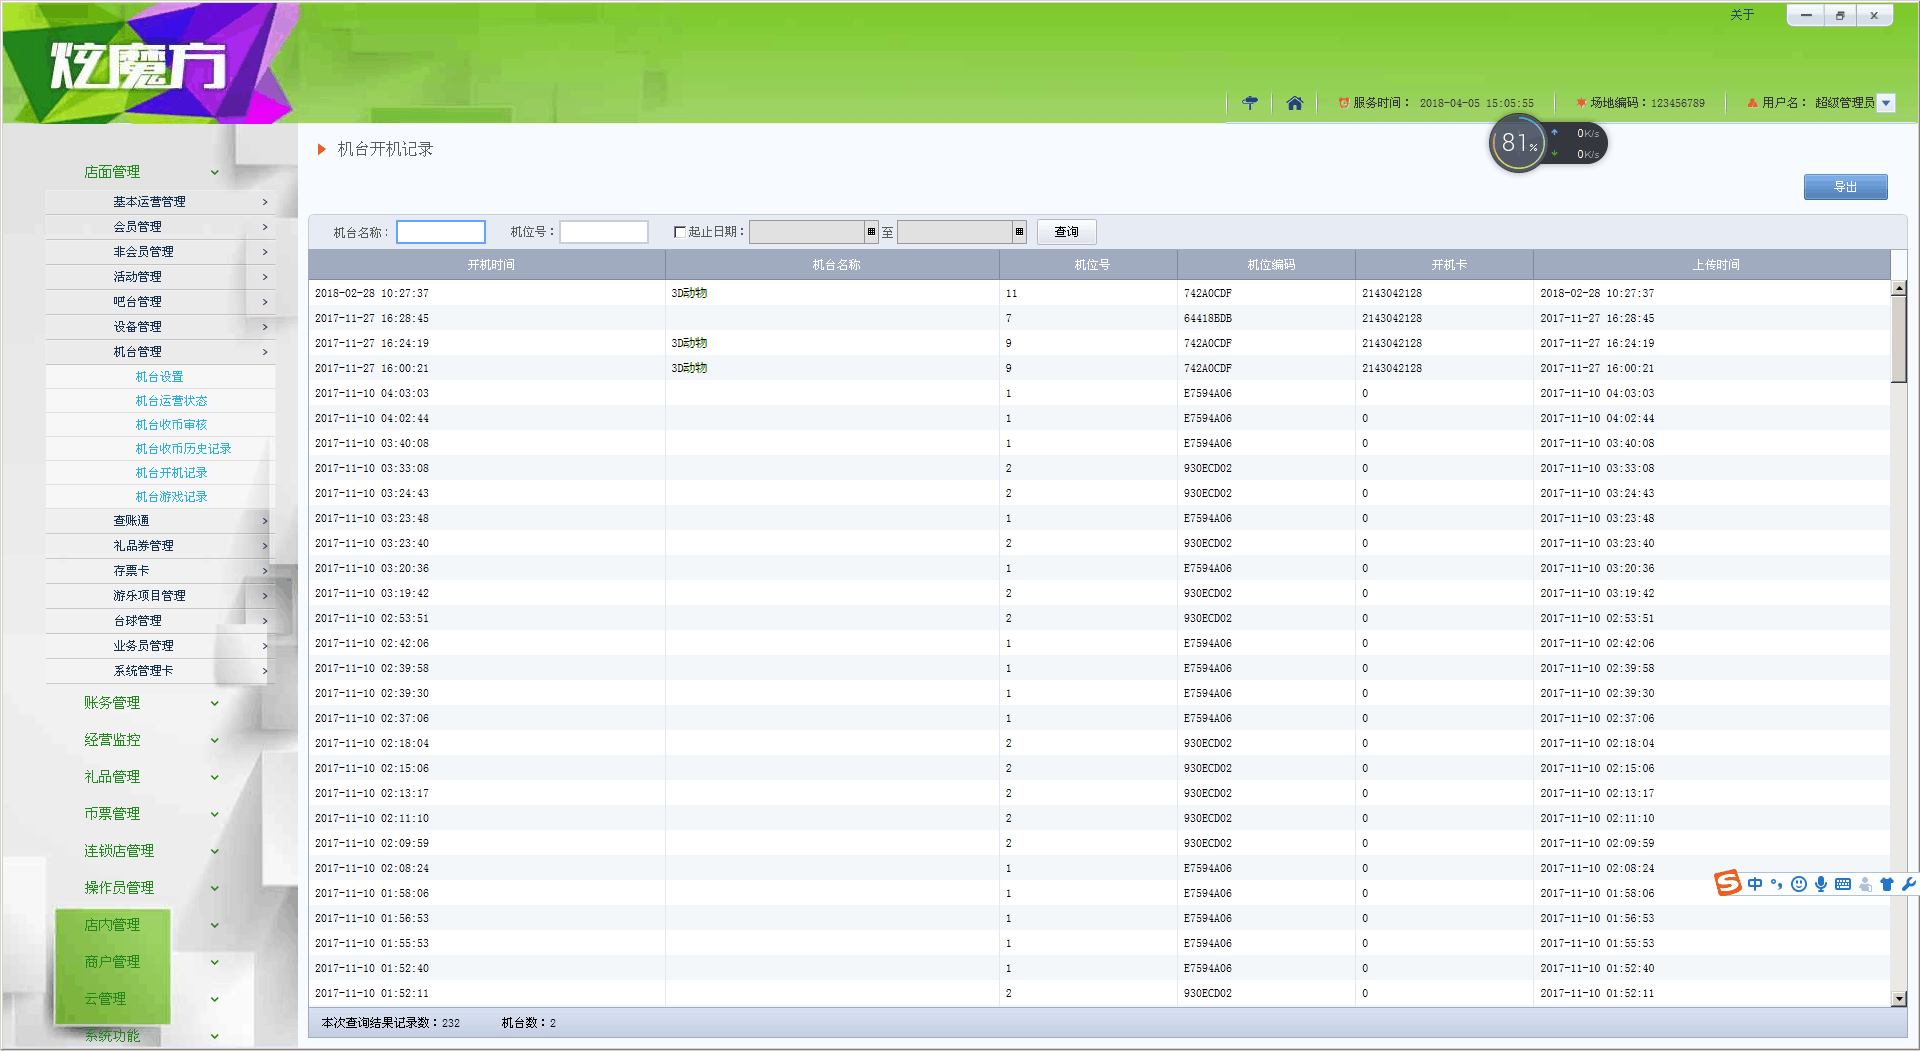 关于
炫魔方
服务时间： 2018-04-05 15:05:55 场地编码：123456789 用户名： 超级管理员
81% 0K/s
0K/s
机台开机记录
导出
机台名称： 机位号： 起止日期： 至 查询
店面管理
基本运营管理
会员管理
非会员管理
活动管理
吧台管理
设备管理
机台管理
机台设置
机台运营状态
机台收币审核
机台收币历史记录
机台开机记录
机台游戏记录
查账通
礼品券管理
存票卡
游乐项目管理
台球管理
业务员管理
系统管理卡
账务管理
经营监控
礼品管理
币票管理
连锁店管理
操作员管理
店内管理
商户管理
云管理
系统功能
开机时间 机台名称 机位号 机位编码 开机卡 上传时间
2018-02-28 10:27:37 3D动物 11 742A0CDF 2143042128 2018-02-28 10:27:37
2017-11-27 16:28:45 7 64418BDB 2143042128 2017-11-27 16:28:45
2017-11-27 16:24:19 3D动物 9 742A0CDF 2143042128 2017-11-27 16:24:19
2017-11-27 16:00:21 3D动物 9 742A0CDF 2143042128 2017-11-27 16:00:21
2017-11-10 04:03:03 1 E7594A06 0 2017-11-10 04:03:03
2017-11-10 04:02:44 1 E7594A06 0 2017-11-10 04:02:44
2017-11-10 03:40:08 1 E7594A06 0 2017-11-10 03:40:08
2017-11-10 03:33:08 2 930ECD02 0 2017-11-10 03:33:08
2017-11-10 03:24:43 2 930ECD02 0 2017-11-10 03:24:43
2017-11-10 03:23:48 1 E7594A06 0 2017-11-10 03:23:48
2017-11-10 03:23:40 2 930ECD02 0 2017-11-10 03:23:40
2017-11-10 03:20:36 1 E7594A06 0 2017-11-10 03:20:36
2017-11-10 03:19:42 2 930ECD02 0 2017-11-10 03:19:42
2017-11-10 02:53:51 2 930ECD02 0 2017-11-10 02:53:51
2017-11-10 02:42:06 1 E7594A06 0 2017-11-10 02:42:06
2017-11-10 02:39:58 1 E7594A06 0 2017-11-10 02:39:58
2017-11-10 02:39:30 1 E7594A06 0 2017-11-10 02:39:30
2017-11-10 02:37:06 1 E7594A06 0 2017-11-10 02:37:06
2017-11-10 02:18:04 2 930ECD02 0 2017-11-10 02:18:04
2017-11-10 02:15:06 2 930ECD02 0 2017-11-10 02:15:06
2017-11-10 02:13:17 2 930ECD02 0 2017-11-10 02:13:17
2017-11-10 02:11:10 2 930ECD02 0 2017-11-10 02:11:10
2017-11-10 02:09:59 2 930ECD02 0 2017-11-10 02:09:59
2017-11-10 02:08:24 1 E7594A06 0 2017-11-10 02:08:24
2017-11-10 01:58:06 1 E7594A06 0 2017-11-10 01:58:06
2017-11-10 01:56:53 1 E7594A06 0 2017-11-10 01:56:53
2017-11-10 01:55:53 1 E7594A06 0 2017-11-10 01:55:53
2017-11-10 01:52:40 1 E7594A06 0 2017-11-10 01:52:40
2017-11-10 01:52:11 2 930ECD02 0 2017-11-10 01:52:11
S 中
本次查询结果记录数：232 机台数：2